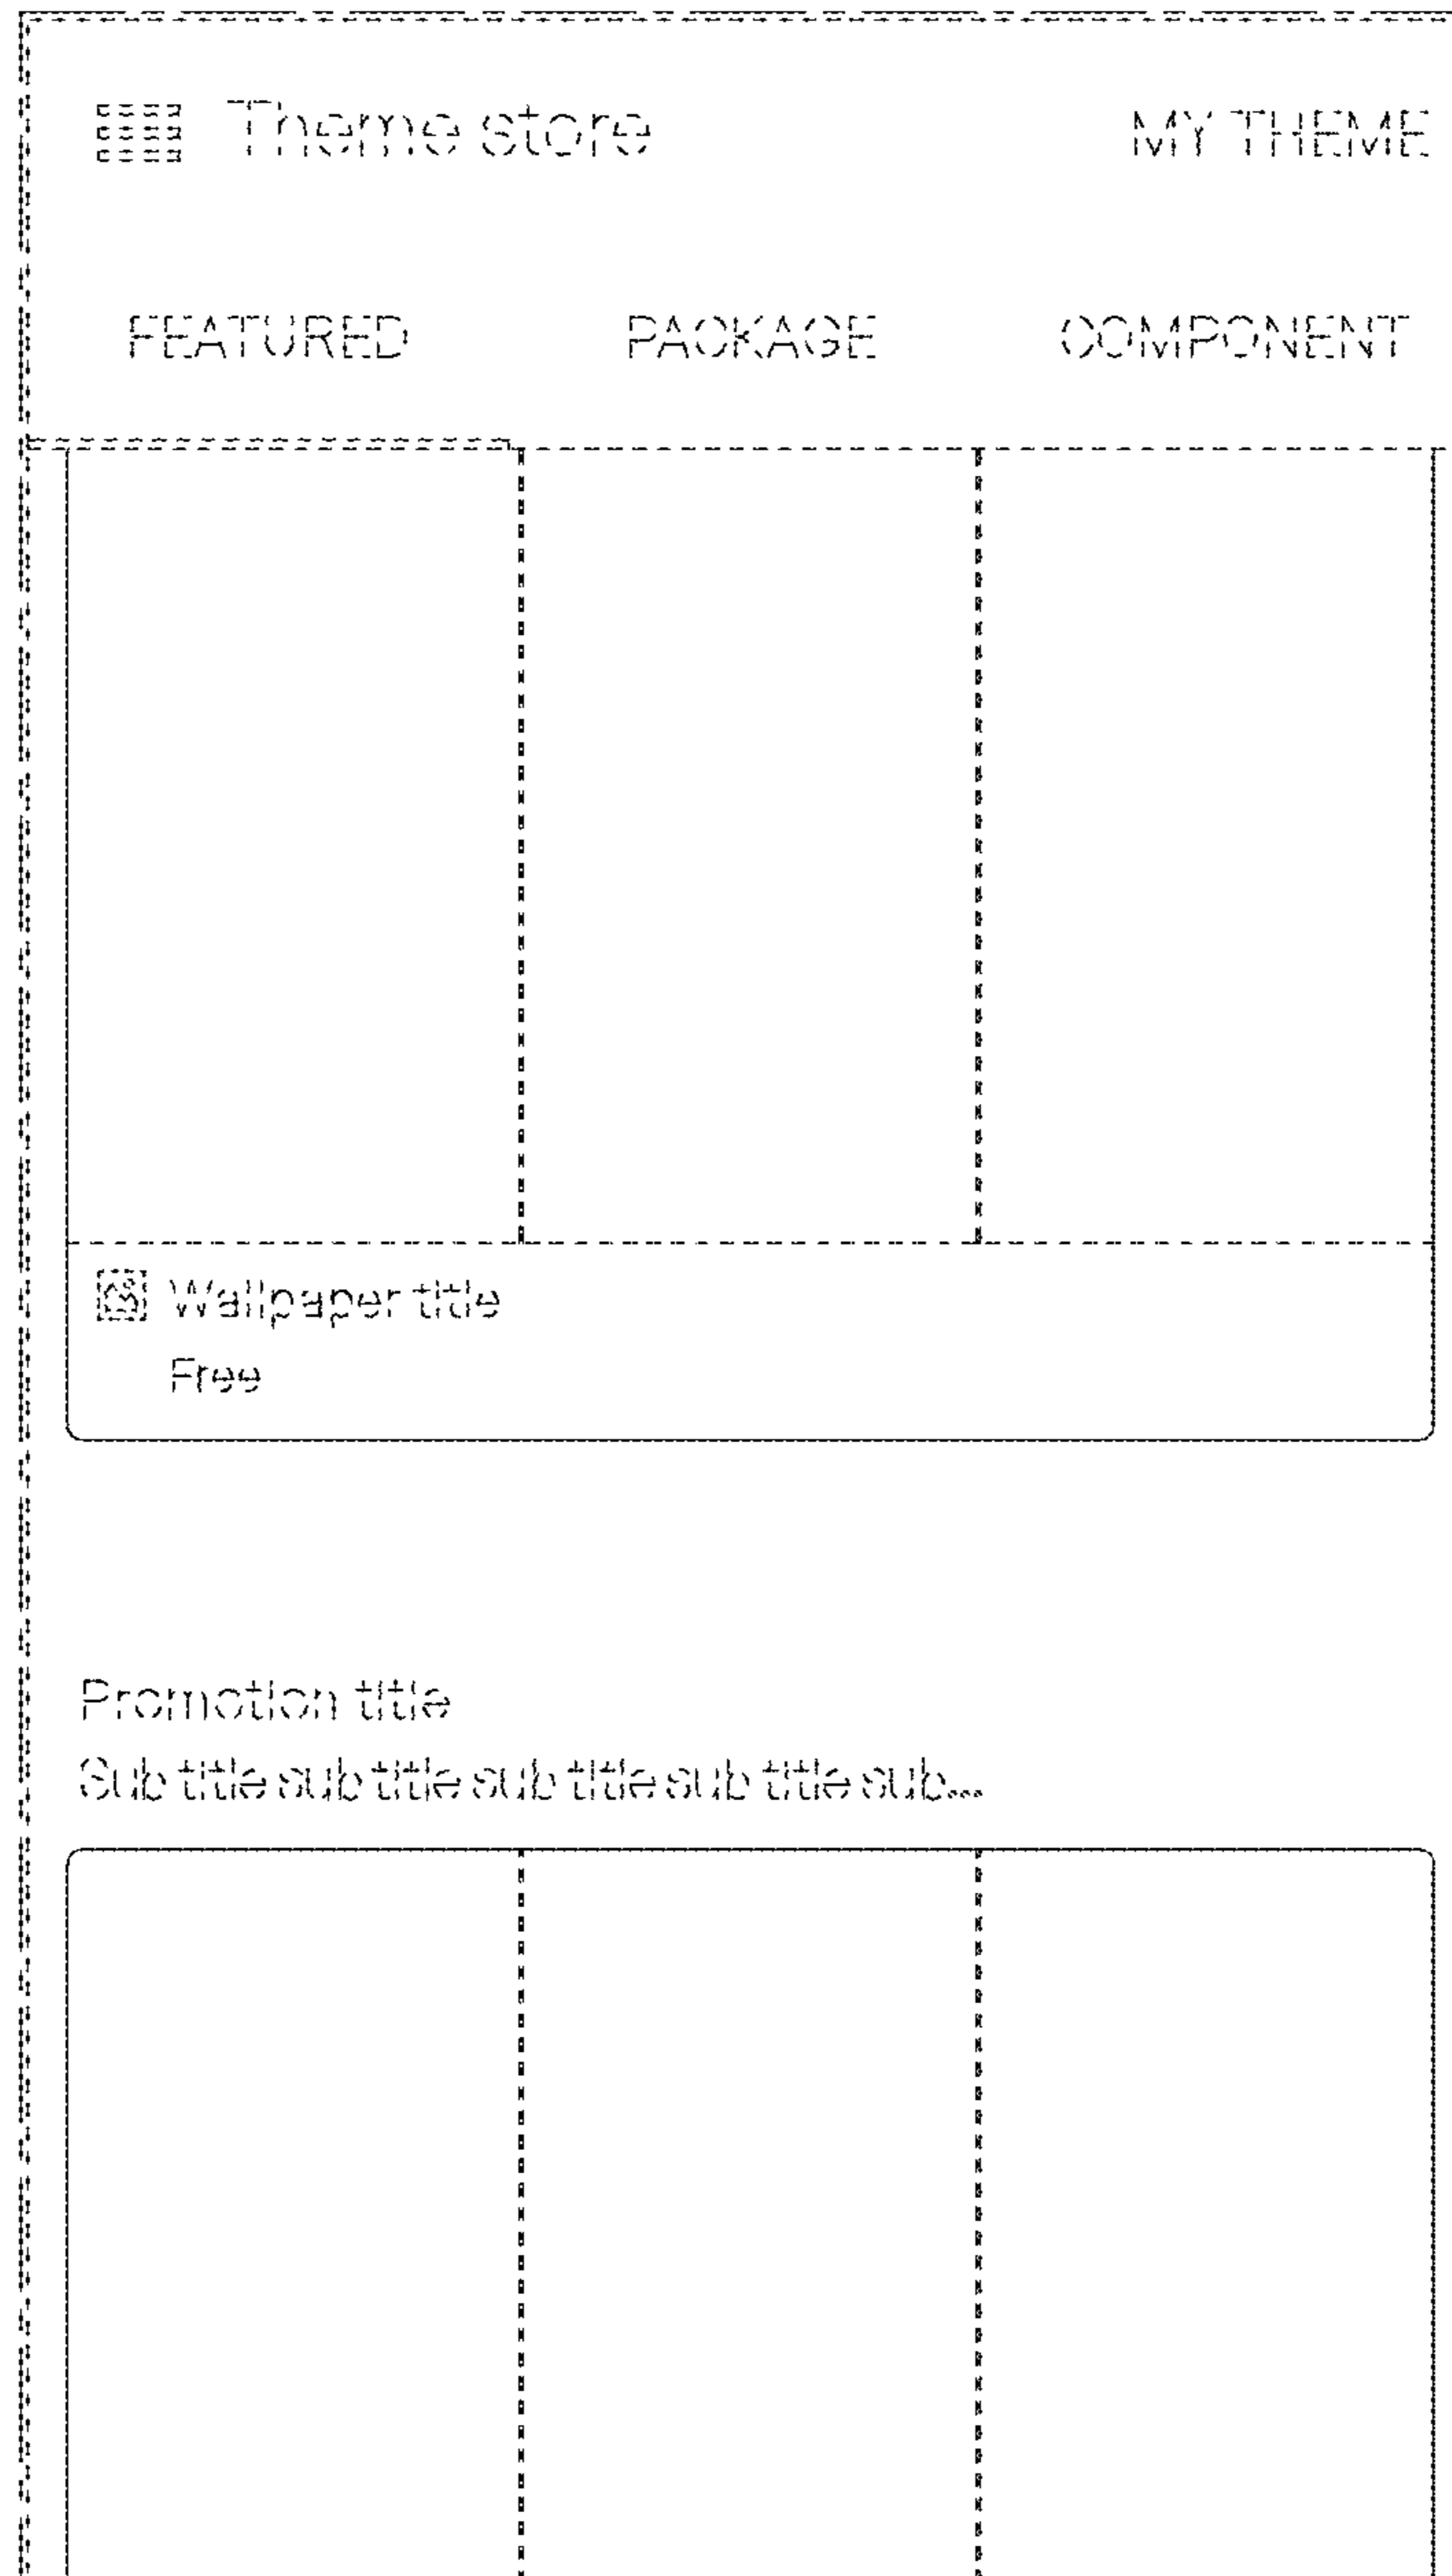 Theme store MY THEME
FEATURED PACKAGE COMPONENT
Wallpaper title
Free
Promotion title
Sub title sub title sub title sub title sub...